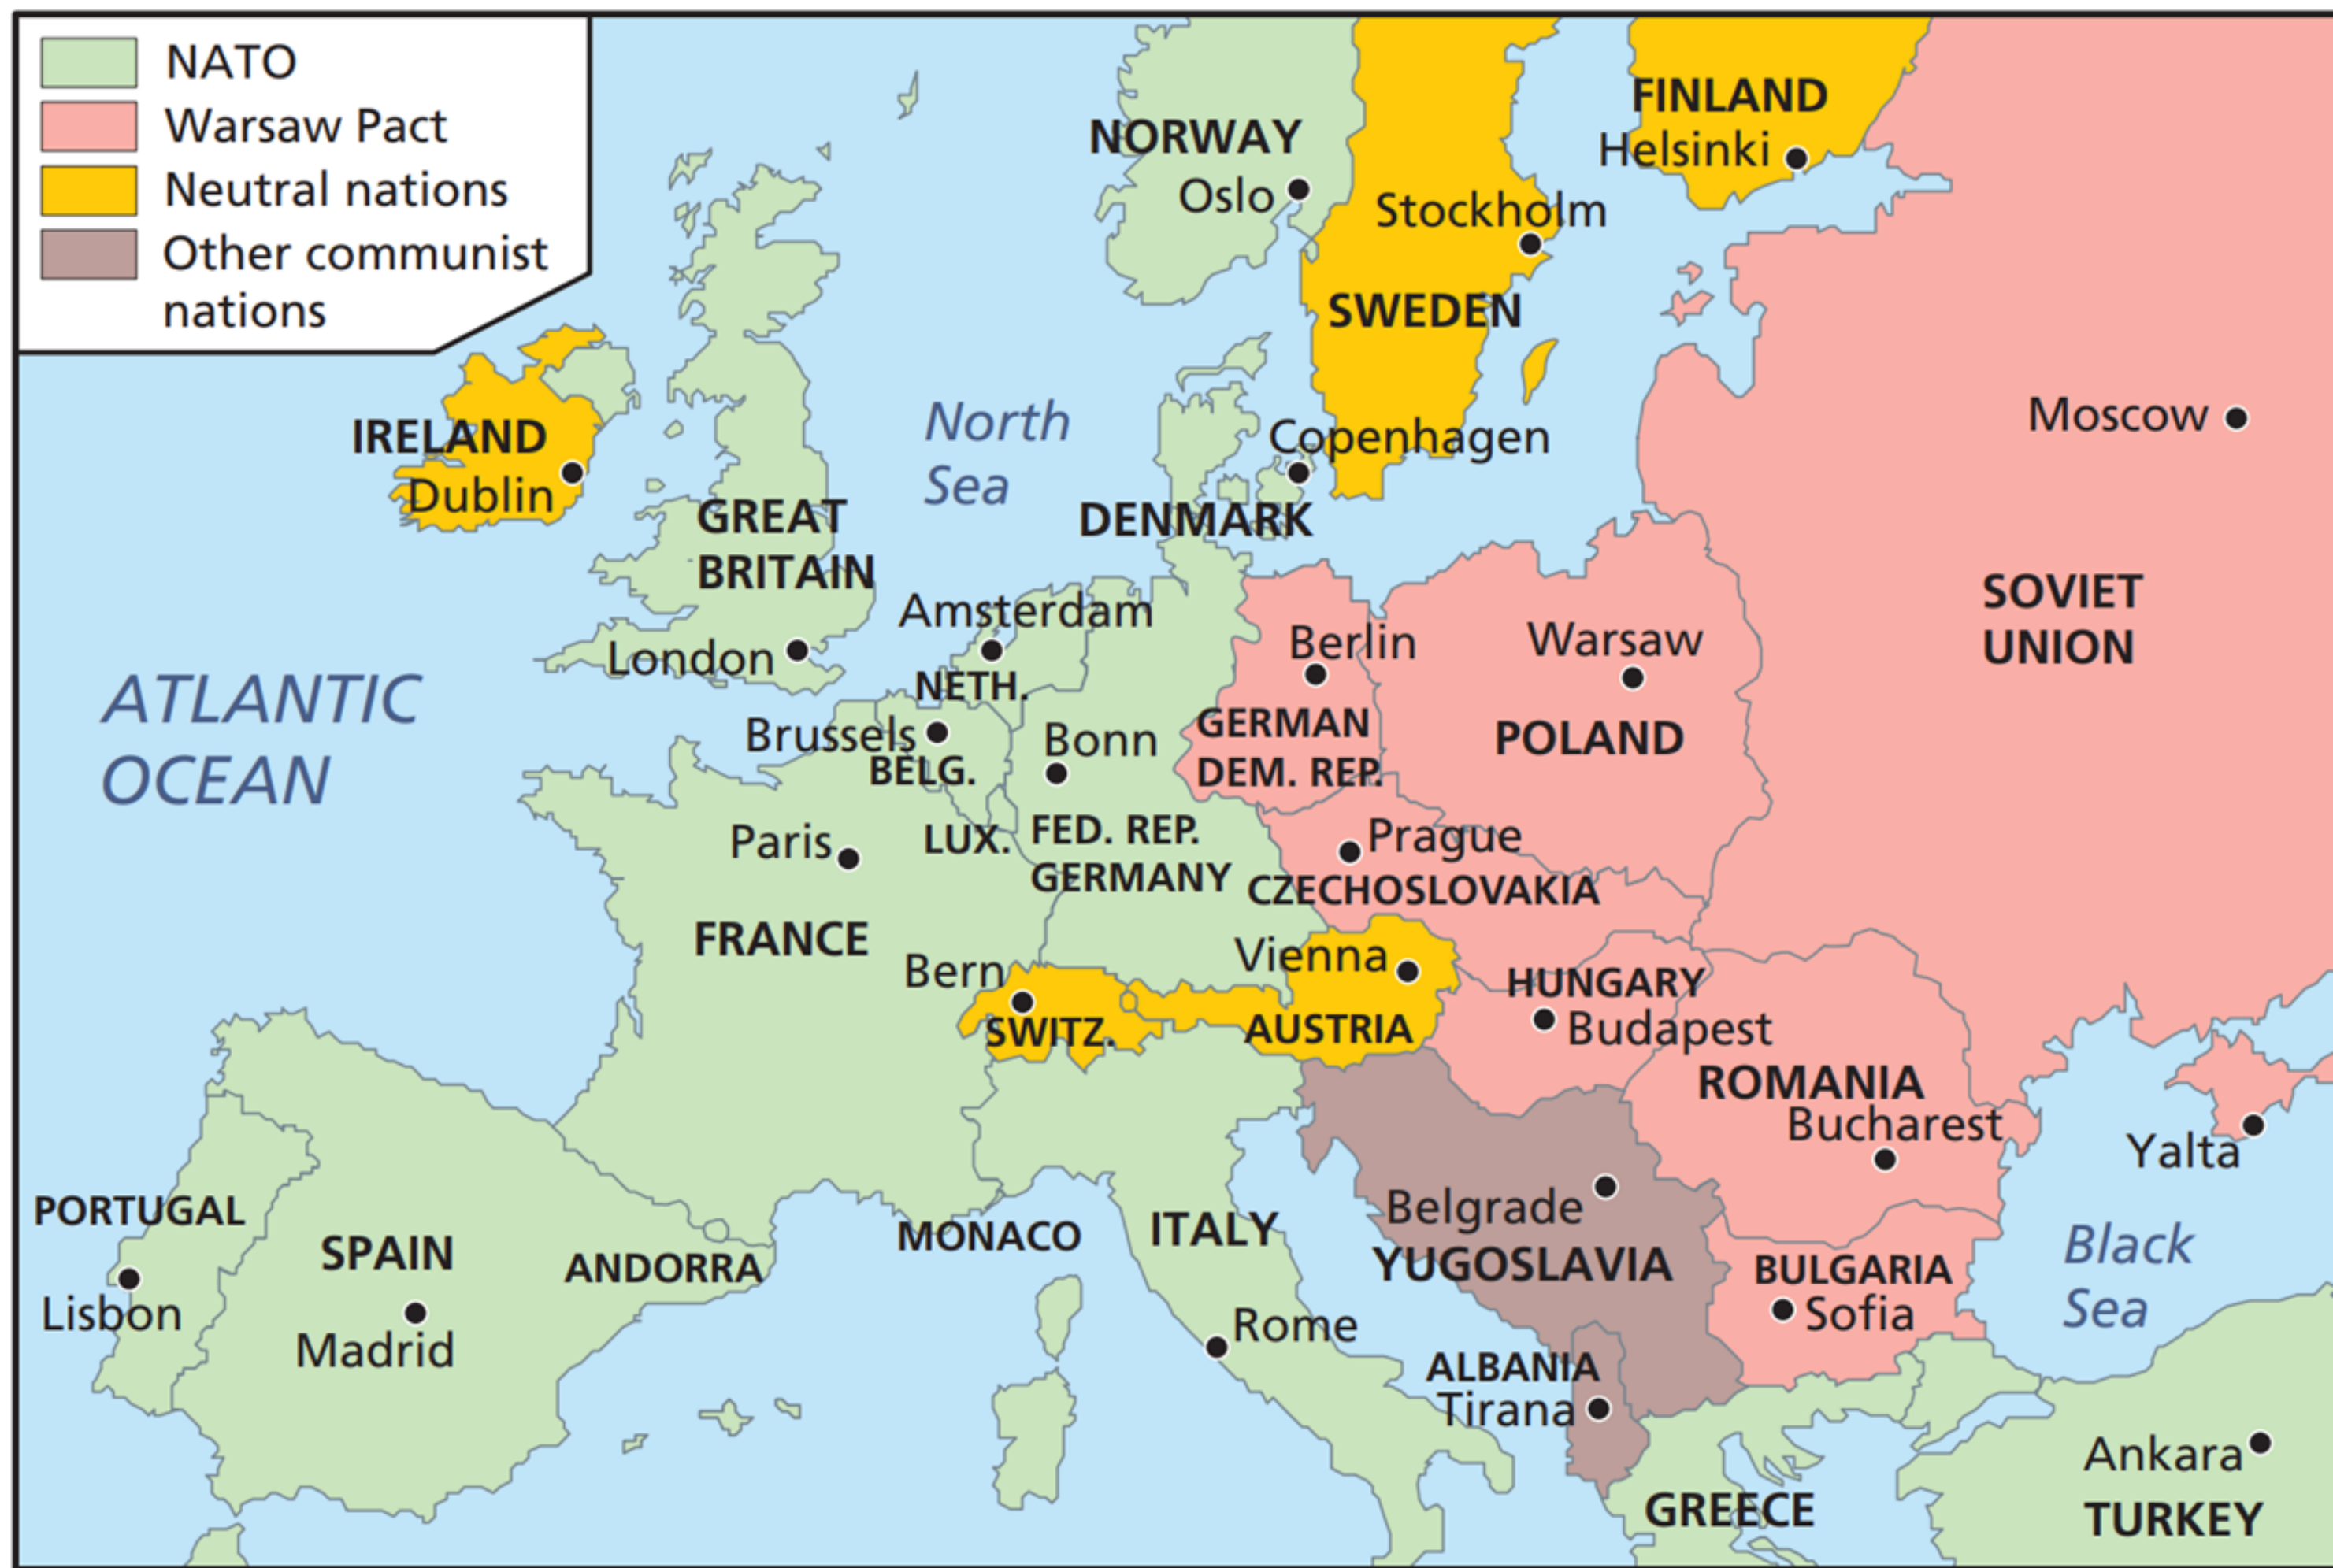 NATO
Warsaw Pact
Neutral nations
Other communist
nations
NORWAY
Oslo
FINLAND
Helsinki
Stockholm
SWEDEN
IRELAND
Dublin
North
Sea
Copenhagen
DENMARK
Moscow
GREAT
BRITAIN
London
Amsterdam
NETH.
Berlin
Warsaw
SOVIET
UNION
ATLANTIC
OCEAN
Brussels
BELG.
Bonn
GERMAN
DEM. REP.
POLAND
Paris
LUX.
FED. REP.
GERMANY
Prague
CZECHOSLOVAKIA
FRANCE
Bern
SWITZ.
Vienna
AUSTRIA
HUNGARY
Budapest
ROMANIA
Bucharest
Yalta
PORTUGAL
Lisbon
SPAIN
Madrid
ANDORRA
MONACO
ITALY
Rome
Belgrade
YUGOSLAVIA
BULGARIA
Sofia
Black
Sea
ALBANIA
Tirana
GREECE
Ankara
TURKEY